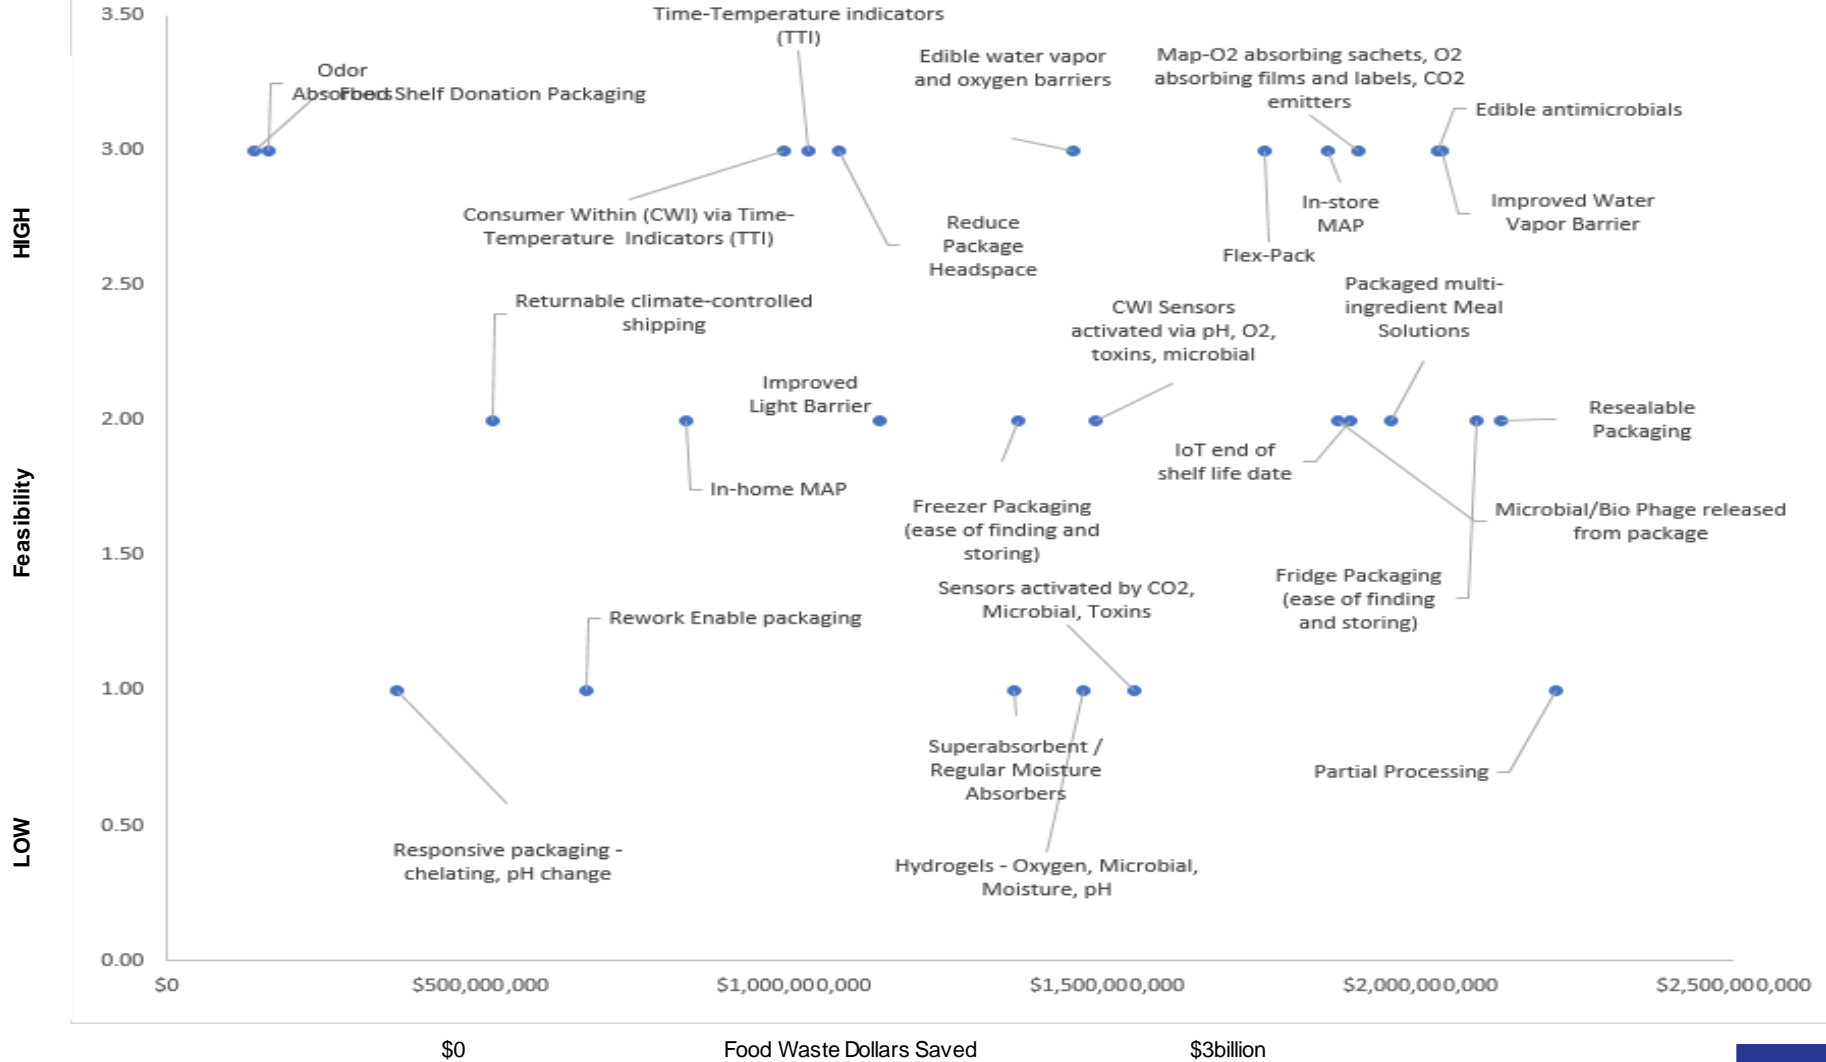 3.50
Time-Temperature indicators
(TTI)
Edible water vapor
and oxygen barriers
Map-O2 absorbing sachets, O2
absorbing films and labels, CO2
emitters
Odor
Absorbers
Food Shelf Donation Packaging
Edible antimicrobials
3.00
HIGH
Consumer Within (CWI) via Time-
Temperature Indicators (TTI)
Reduce
Package
Headspace
Flex-Pack
In-store
MAP
Improved Water
Vapor Barrier
2.50
Returnable climate-controlled
shipping
CWI Sensors
activated via pH, O2,
toxins, microbial
Packaged multi-
ingredient Meal
Solutions
Improved
Light Barrier
2.00
Resealable
Packaging
In-home MAP
IoT end of
shelf life date
Feasibility
Freezer Packaging
(ease of finding and
storing)
Microbial/Bio Phage released
from package
1.50
Sensors activated by CO2,
Microbial, Toxins
Fridge Packaging
(ease of finding
and storing)
Rework Enable packaging
1.00
Superabsorbent /
Regular Moisture
Absorbers
Partial Processing
0.50
LOW
Responsive packaging -
chelating, pH change
Hydrogels - Oxygen, Microbial,
Moisture, pH
0.00
$0
$500,000,000
$1,000,000,000
$1,500,000,000
$2,000,000,000
$2,500,000,000
$0
Food Waste Dollars Saved
$3billion